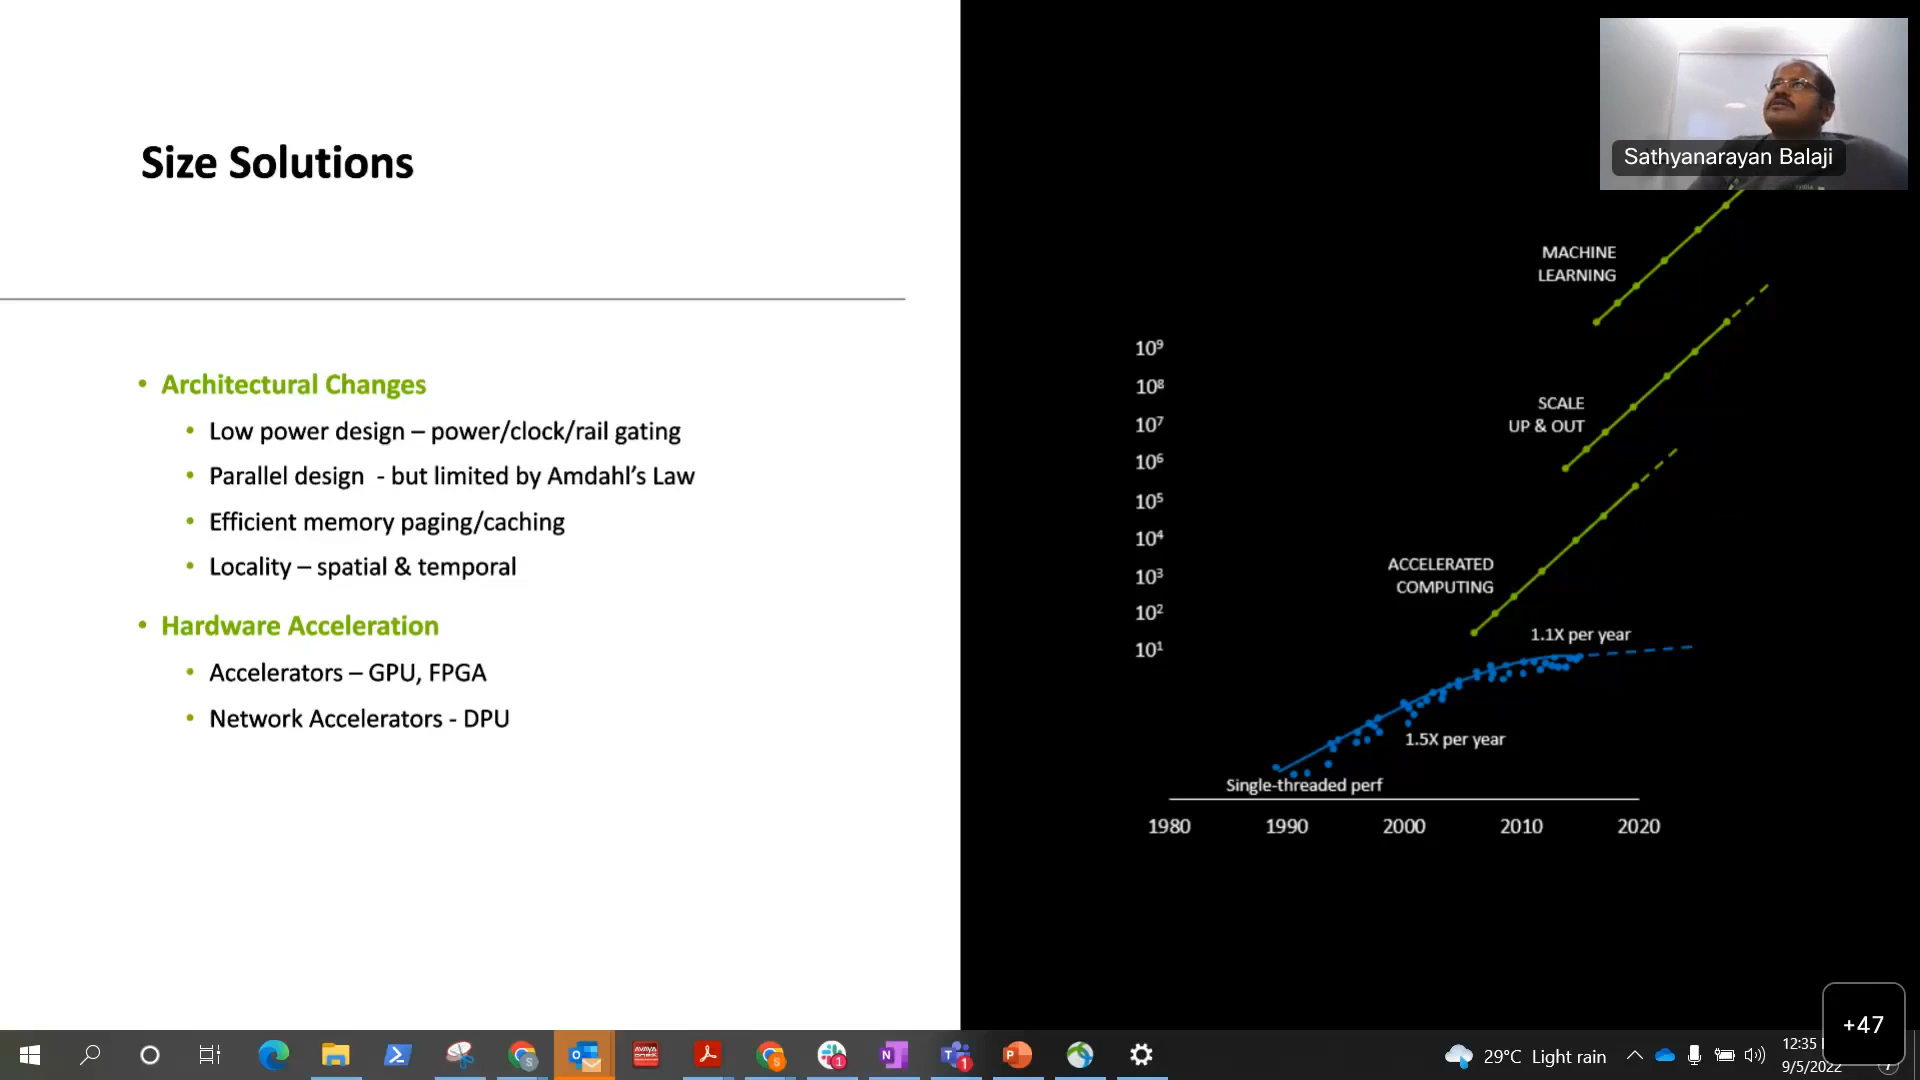 Size Solutions
• Architectural Changes
• Low power design – power/clock/rail gating
• Parallel design  - but limited by Amdahl’s Law
• Efficient memory paging/caching
• Locality – spatial & temporal
• Hardware Acceleration
• Accelerators – GPU, FPGA
• Network Accelerators - DPU
Sathyanarayan Balaji
MACHINE
LEARNING
SCALE
UP & OUT
ACCELERATED
COMPUTING
10⁹
10⁸
10⁷
10⁶
10⁵
10⁴
10³
10²
10¹
1.1X per year
1.5X per year
Single-threaded perf
1980 1990 2000 2010 2020
+47
29°C Light rain
12:35
9/5/2022